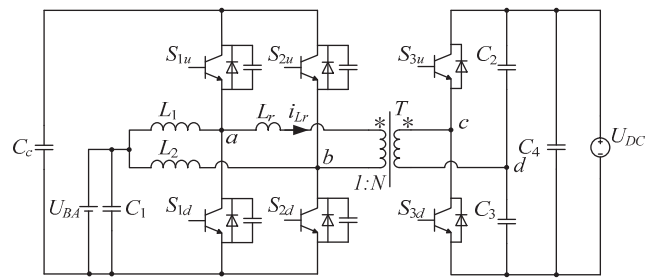 S1u S2u S3u C2
L1 Lr iLr * T * c
Cc a C4 UDC
L2 b d
1:N
UBA C1 S1d S2d S3d C3